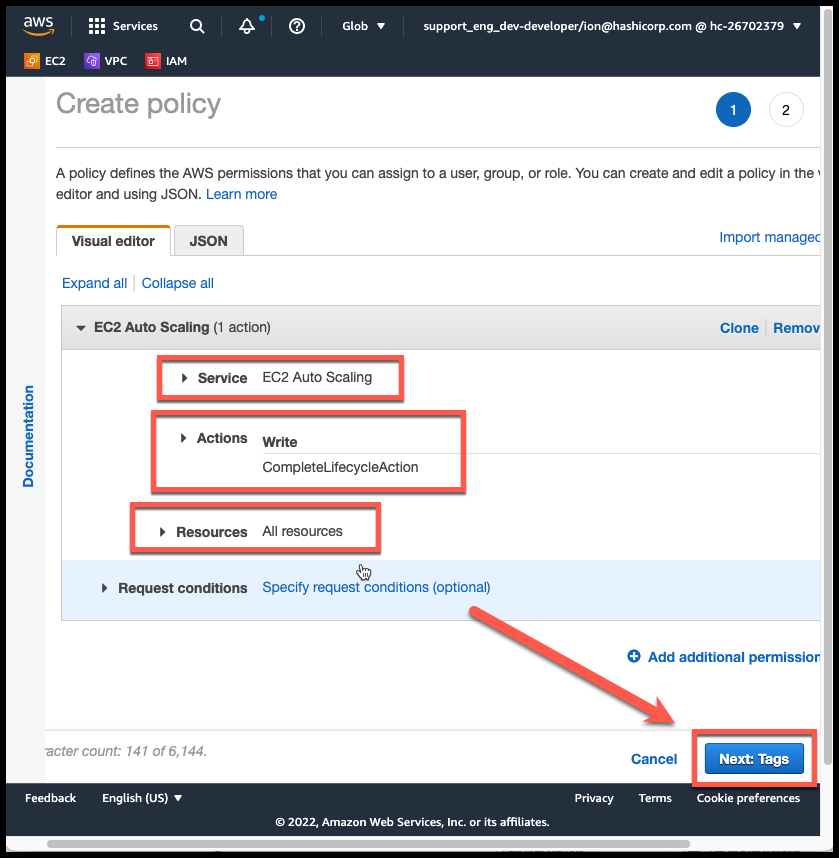 aws Services Glob support_eng_dev-developer/ion@hashicorp.com @ hc-26702379
EC2 VPC IAM
Create policy
1 2
A policy defines the AWS permissions that you can assign to a user, group, or role. You can create and edit a policy in the
editor and using JSON. Learn more
Visual editor JSON
Import managed
Expand all Collapse all
EC2 Auto Scaling (1 action) Clone Remov
Service EC2 Auto Scaling
Actions Write
CompleteLifecycleAction
Documentation
Resources All resources
Request conditions Specify request conditions (optional)
Add additional permission
racter count: 141 of 6,144.
Cancel Next: Tags
Feedback English (US) Privacy Terms Cookie preferences
© 2022, Amazon Web Services, Inc. or its affiliates.